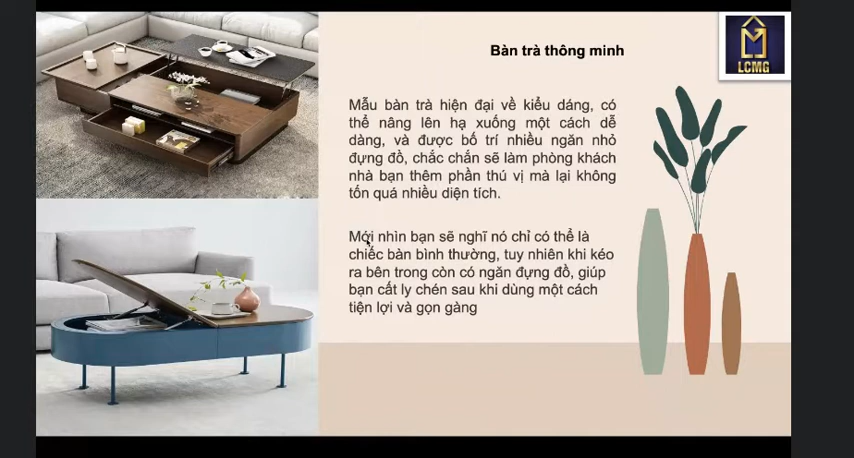 Bàn trà thông minh
LCMG
Mẫu bàn trà hiện đại về kiểu dáng, có
thể nâng lên hạ xuống một cách dễ
dàng, và được bố trí nhiều ngăn nhỏ
đựng đồ, chắc chắn sẽ làm phòng khách
nhà bạn thêm phần thú vị mà lại không
tốn quá nhiều diện tích.
Mới nhìn bạn sẽ nghĩ nó chỉ có thể là
chiếc bàn bình thường, tuy nhiên khi kéo
ra bên trong còn có ngăn đựng đồ, giúp
bạn cất ly chén sau khi dùng một cách
tiện lợi và gọn gàng